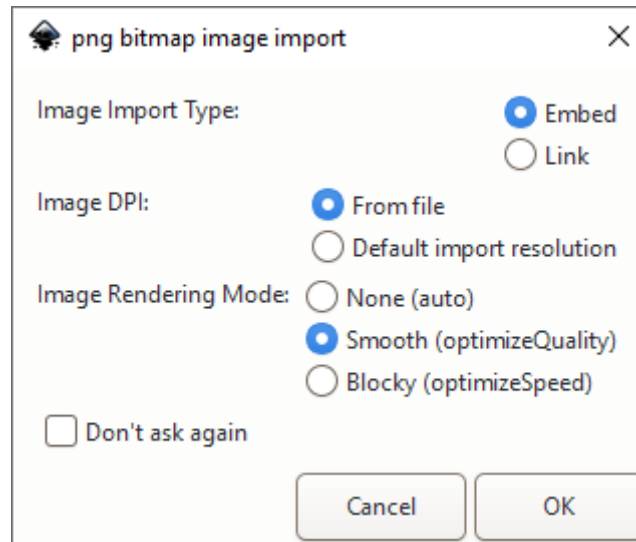 png bitmap image import
Image Import Type:
Embed
Link
Image DPI:
From file
Default import resolution
Image Rendering Mode:
None (auto)
Smooth (optimizeQuality)
Blocky (optimizeSpeed)
Don't ask again
Cancel
OK